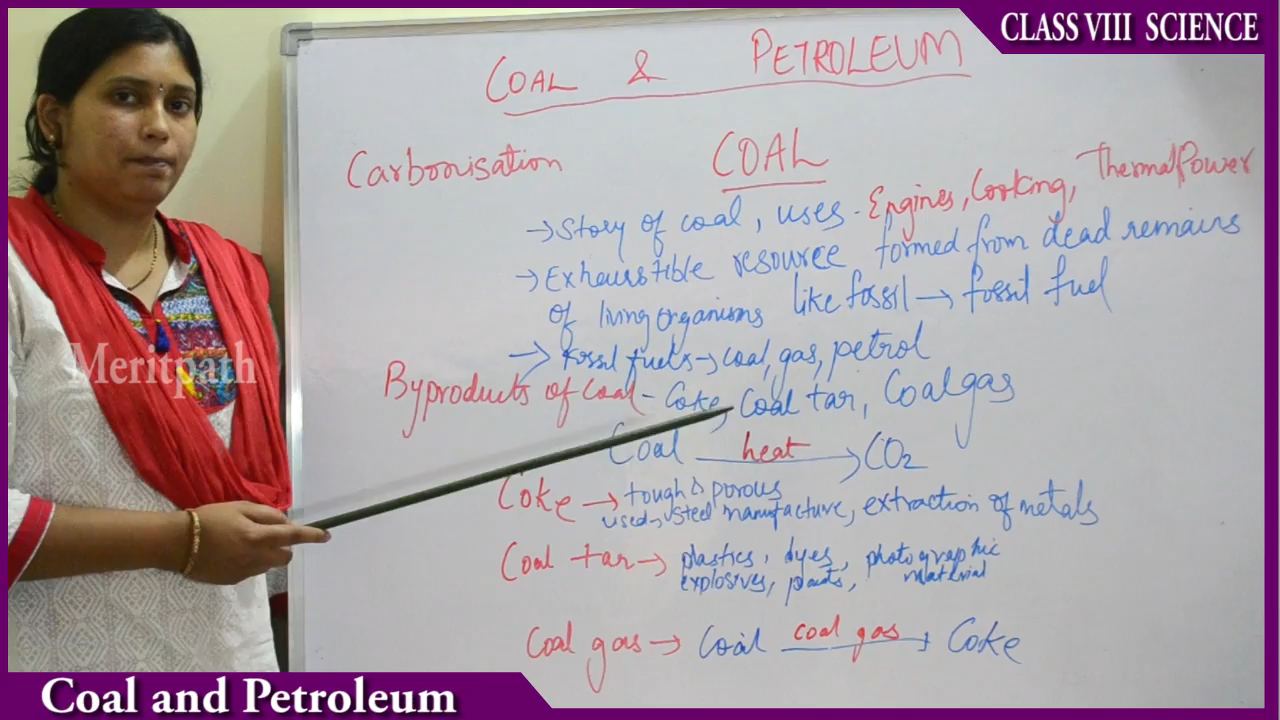 CLASS VIII SCIENCE
COAL & PETROLEUM
Carbonisation
COAL
→ Story of coal, uses - Engines, Cooking, Thermal Power
→ Exhaustible resource formed from dead remains
of living organisms like fossil → fossil fuel
→ Fossil fuels → coal, gas, petrol
Byproducts of Coal - Coke, Coal tar, Coal gas
Coal heat → CO2
Coke → tough & porous
used → steel manufacture, extraction of metals
Coal tar → plastics, dyes, photographic
explosives, paints, material
Coal gas → Coal coal gas → Coke
Meritpath
Coal and Petroleum